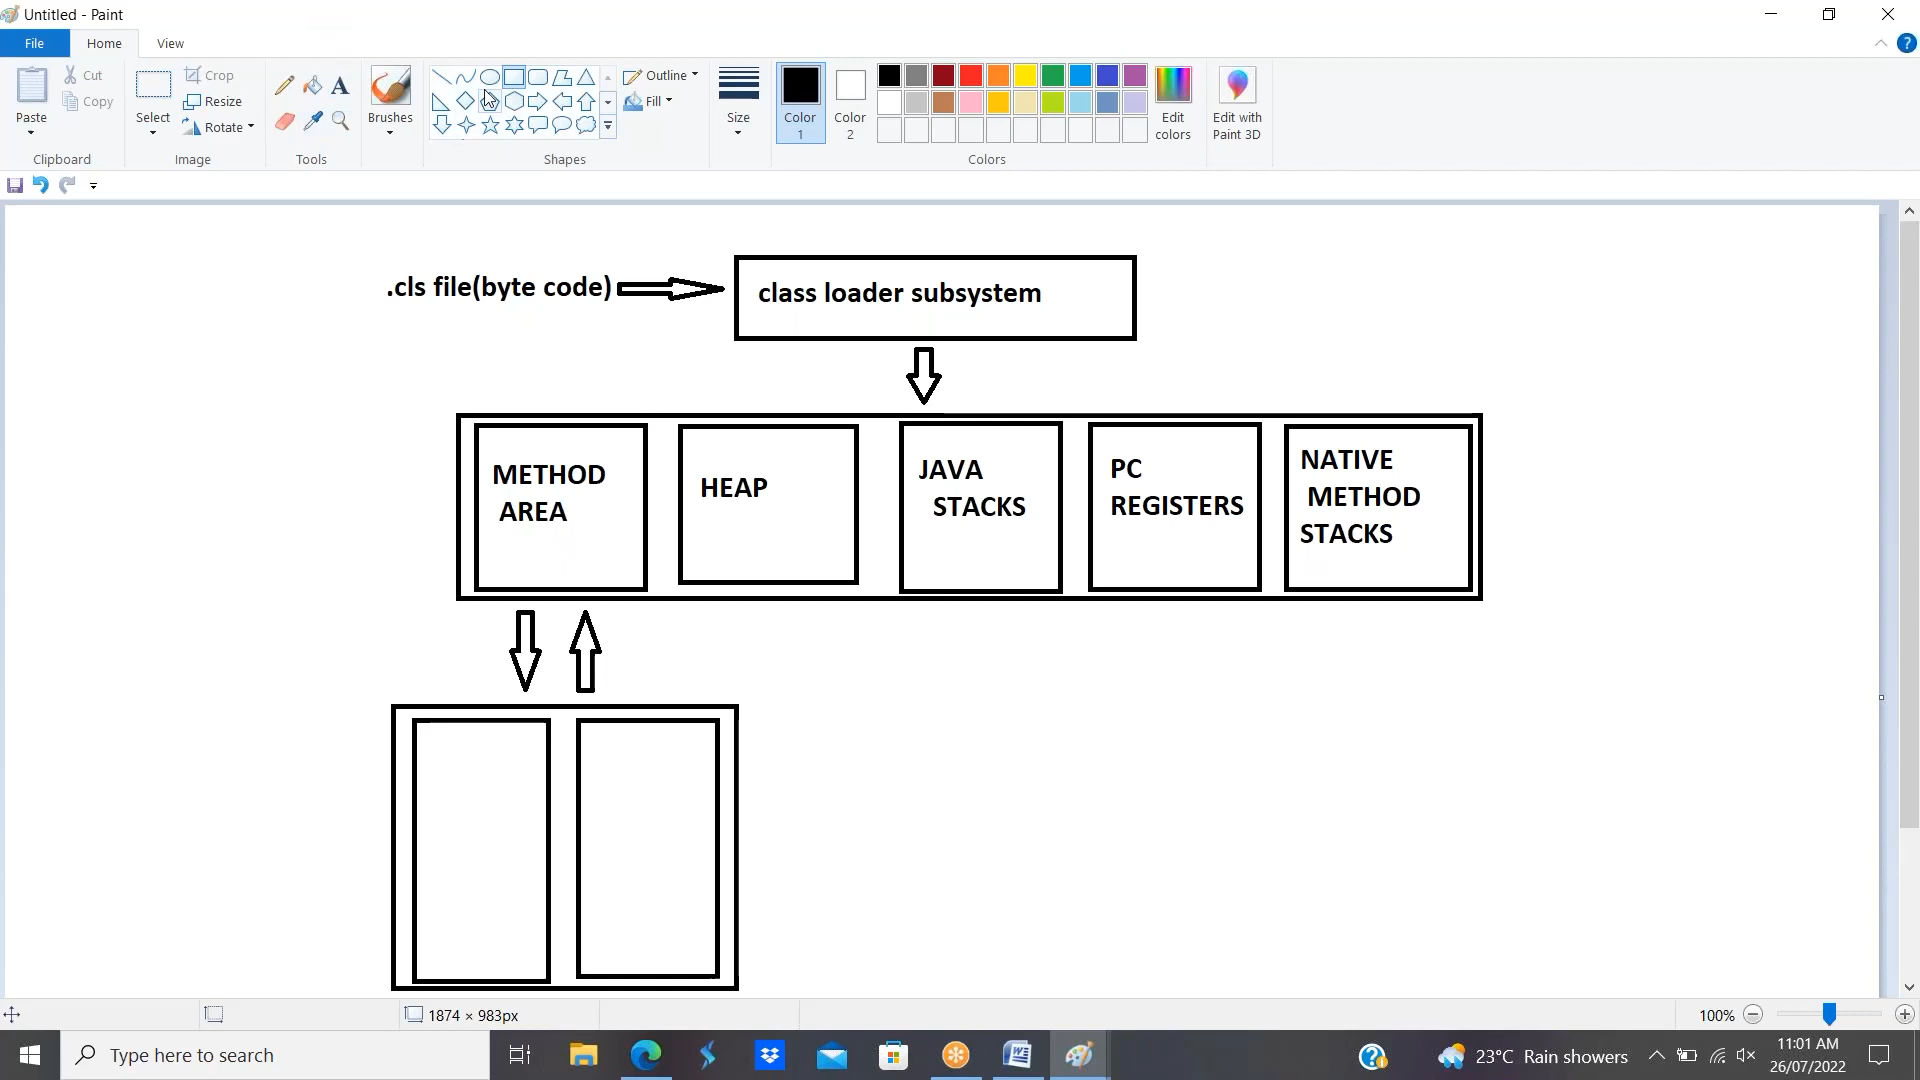 Untitled - Paint
File Home View
Paste
Cut
Copy
Clipboard
Select
Crop
Resize
Rotate
Image
Tools
Brushes
Shapes
Outline
Fill
Size
Color
1
Color
2
Edit
colors
Colors
Edit with
Paint 3D
?
.cls file(byte code)
class loader subsystem
METHOD
AREA
HEAP
JAVA
STACKS
PC
REGISTERS
NATIVE
METHOD
STACKS
1874 × 983px
100%
Type here to search
23°C Rain showers
11:01 AM
26/07/2022